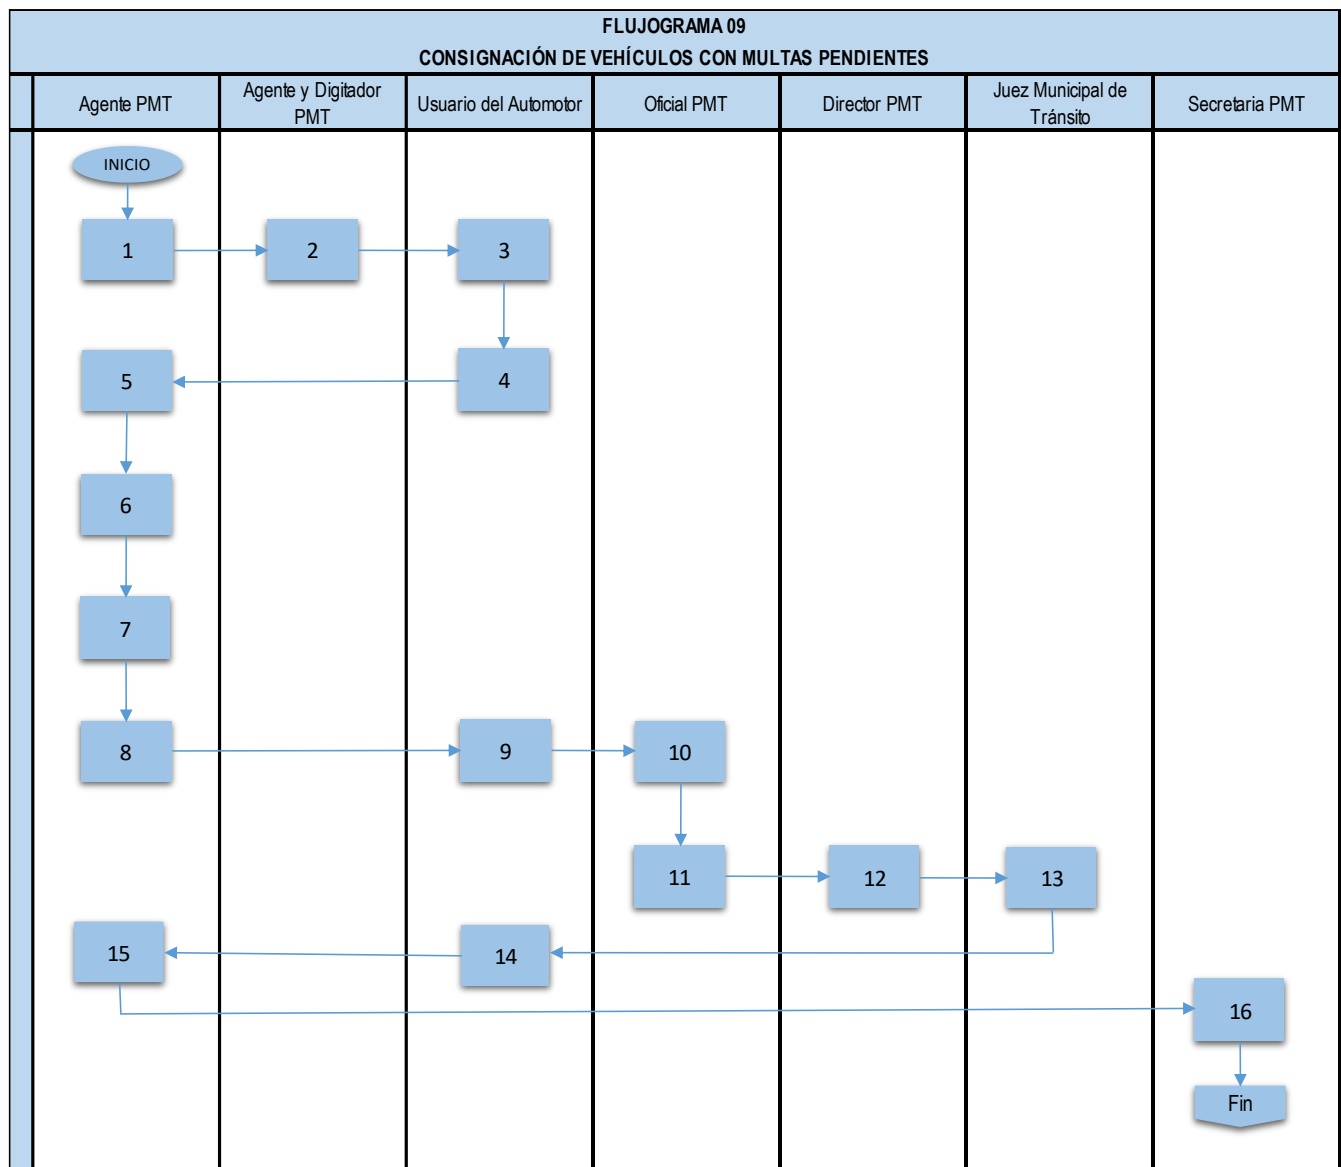 FLUJOGRAMA 09
CONSIGNACIÓN DE VEHÍCULOS CON MULTAS PENDIENTES
Agente PMT
Agente y Digitador
PMT
Usuario del Automotor
Oficial PMT
Director PMT
Juez Municipal de
Tránsito
Secretaria PMT
INICIO
1
2
3
4
5
6
7
8
9
10
11
12
13
14
15
16
Fin